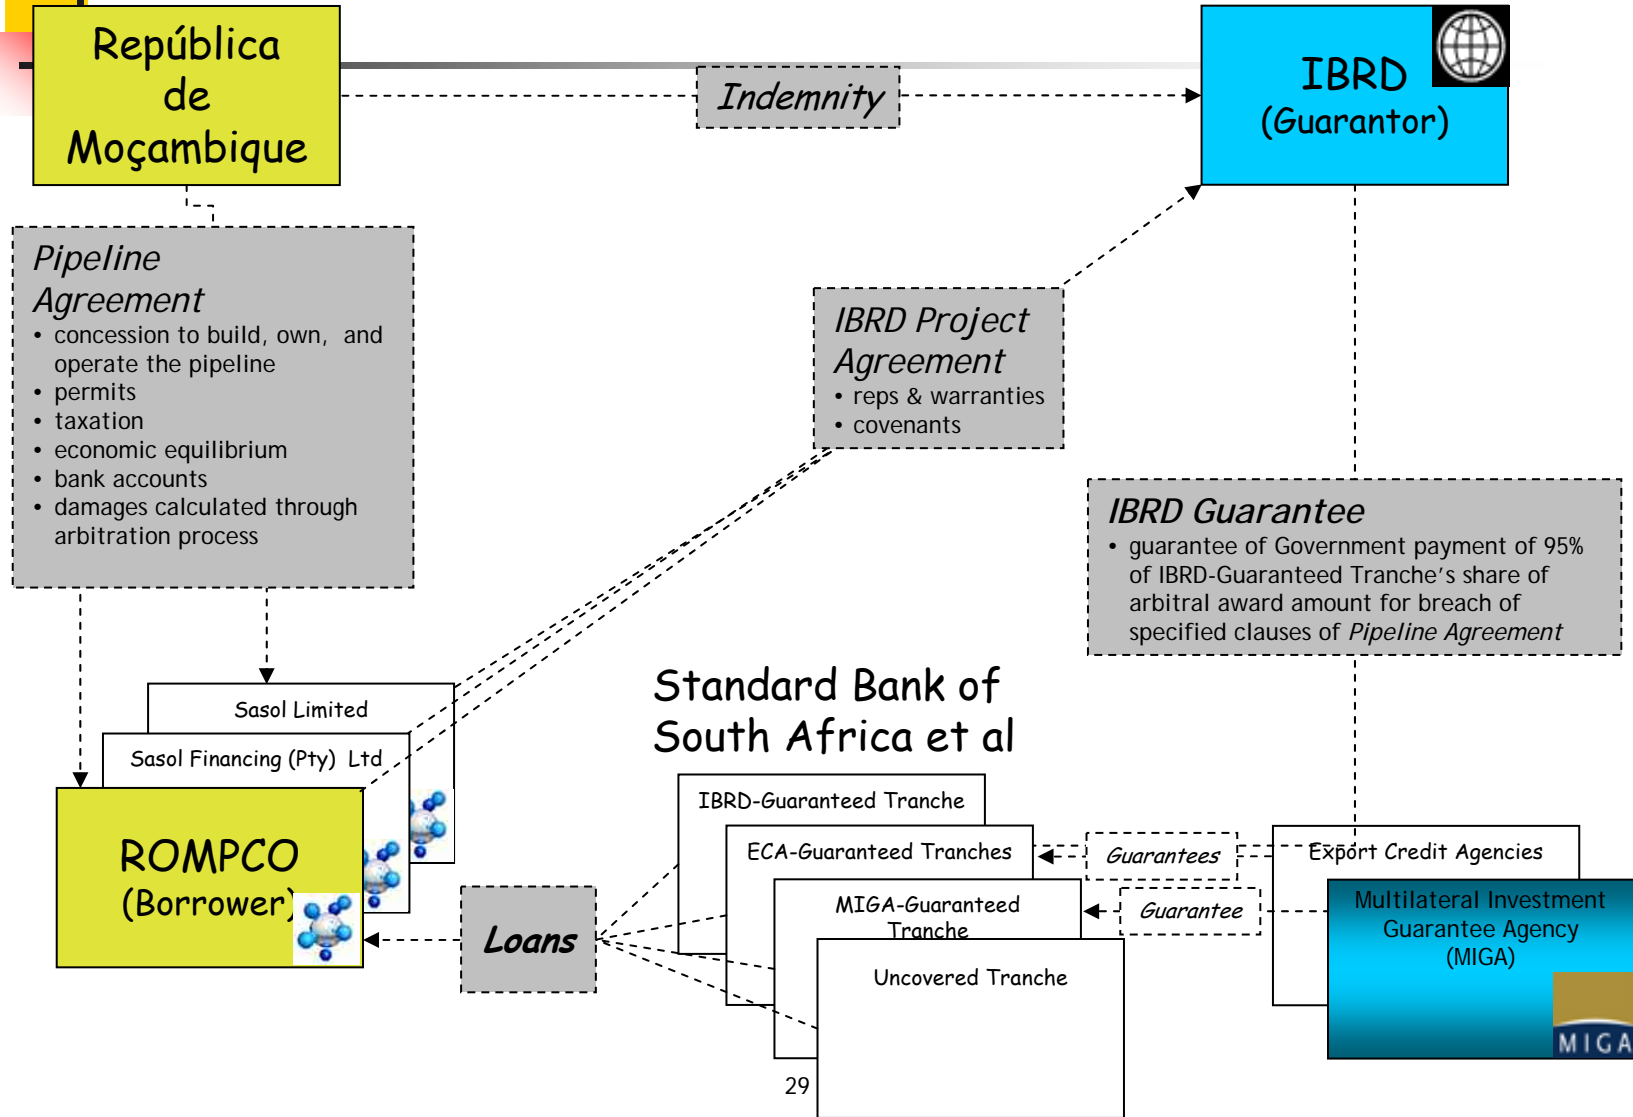 República
de
Moçambique
Indemnity
IBRD
(Guarantor)
Pipeline
Agreement
• concession to build, own, and
operate the pipeline
• permits
• taxation
• economic equilibrium
• bank accounts
• damages calculated through
arbitration process
IBRD Project
Agreement
• reps & warranties
• covenants
IBRD Guarantee
• guarantee of Government payment of 95%
of IBRD-Guaranteed Tranche's share of
arbitral award amount for breach of
specified clauses of Pipeline Agreement
Sasol Limited
Sasol Financing (Pty) Ltd
ROMPCO
(Borrower)
Loans
Standard Bank of
South Africa et al
IBRD-Guaranteed Tranche
ECA-Guaranteed Tranches
MIGA-Guaranteed
Tranche
Uncovered Tranche
Guarantees
Guarantee
Export Credit Agencies
Multilateral Investment
Guarantee Agency
(MIGA)
MIGA
29